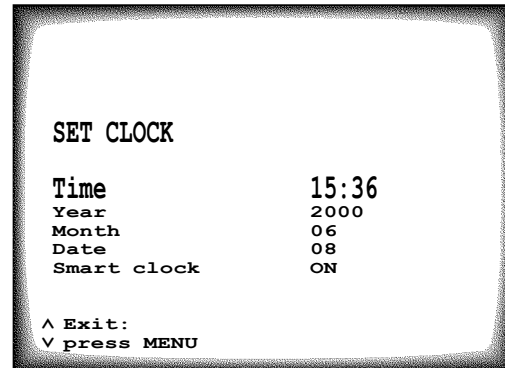 SET CLOCK
Time 15:36
Year 2000
Month 06
Date 08
Smart clock ON
∧ Exit:
∨ press MENU